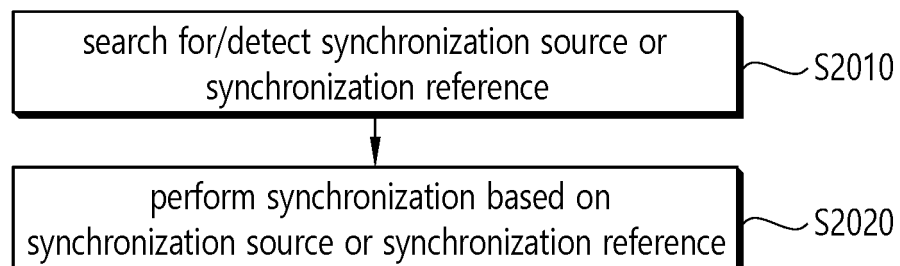 search for/detect synchronization source or
synchronization reference
S2010
perform synchronization based on
synchronization source or synchronization reference
S2020